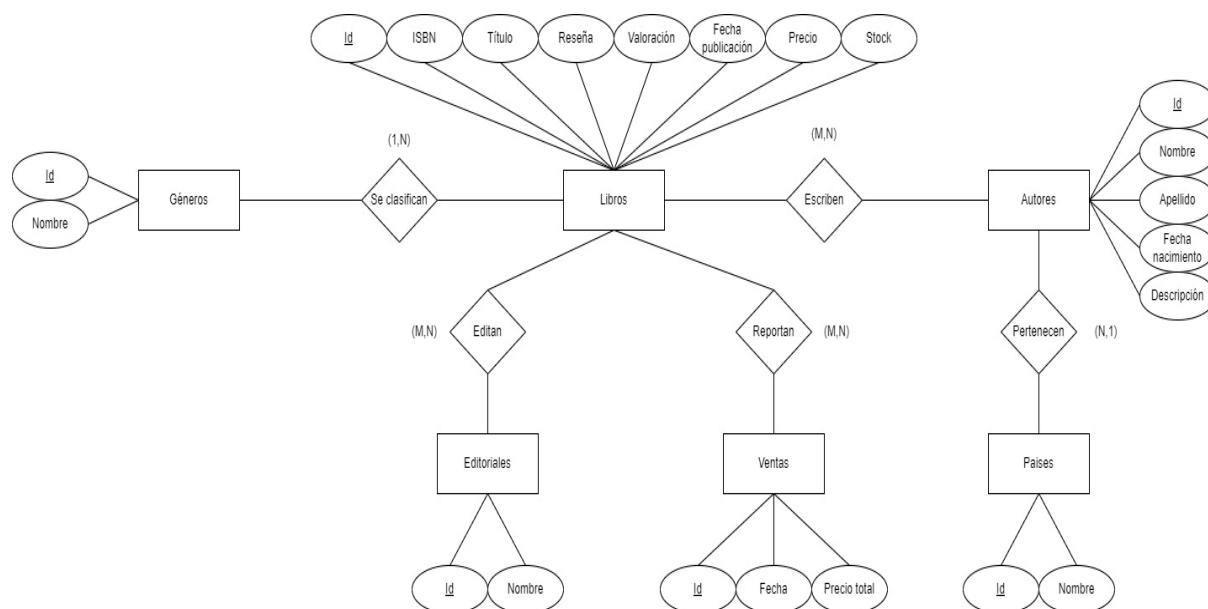 Id
ISBN
Título
Reseña
Valoración
Fecha
publicación
Precio
Stock
Id
Nombre
Apellido
Fecha
nacimiento
Descripción
(1,N)
(M,N)
Id
Nombre
Géneros
Se clasifican
Libros
Escriben
Autores
(M,N)
Editan
Reportan
(M,N)
Pertenecen
(N,1)
Editoriales
Ventas
Paises
Id
Nombre
Id
Fecha
Precio total
Id
Nombre